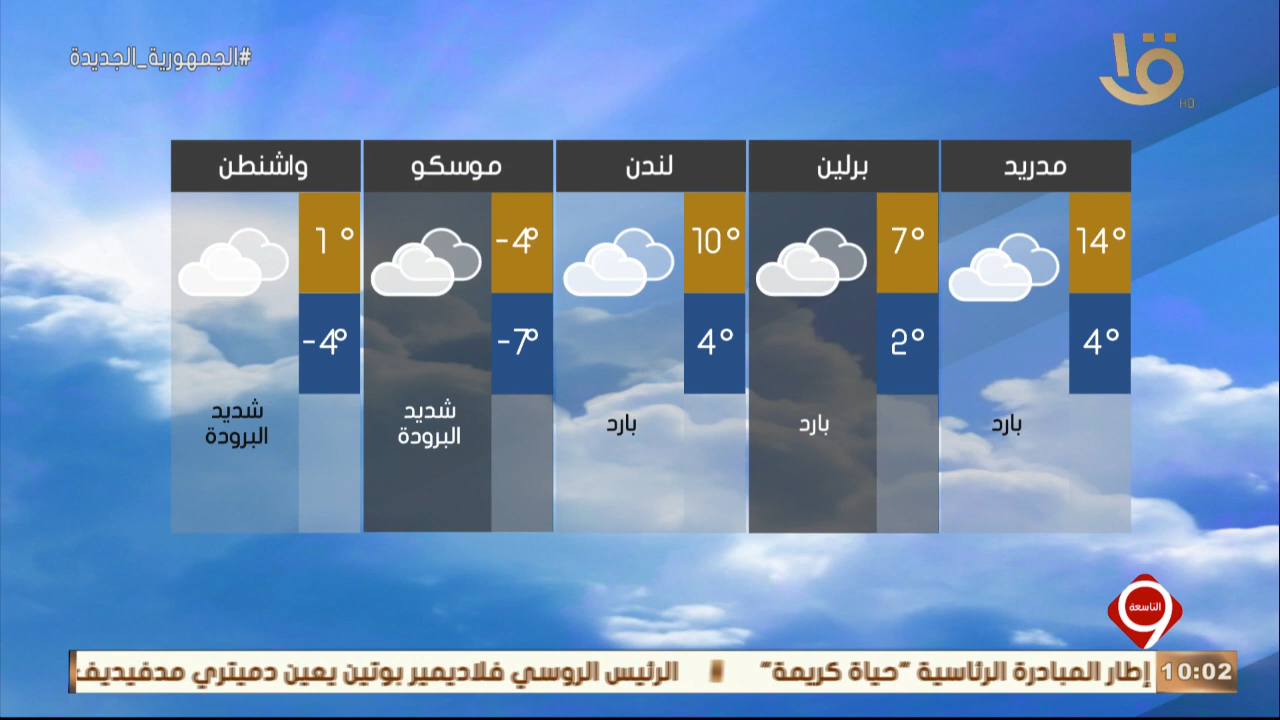 #الجمهورية_الجديدة
HD
مدريد
14°
4°
بارد
برلين
7°
2°
بارد
لندن
10°
4°
بارد
موسكو
-4°
-7°
شديد
البرودة
واشنطن
1°
-4°
شديد
البرودة
التاسعة
9
10:02
إطار المبادرة الرئاسية "حياة كريمة" الرئيس الروسي فلاديمير بوتين يعين دميتري مدفيديف